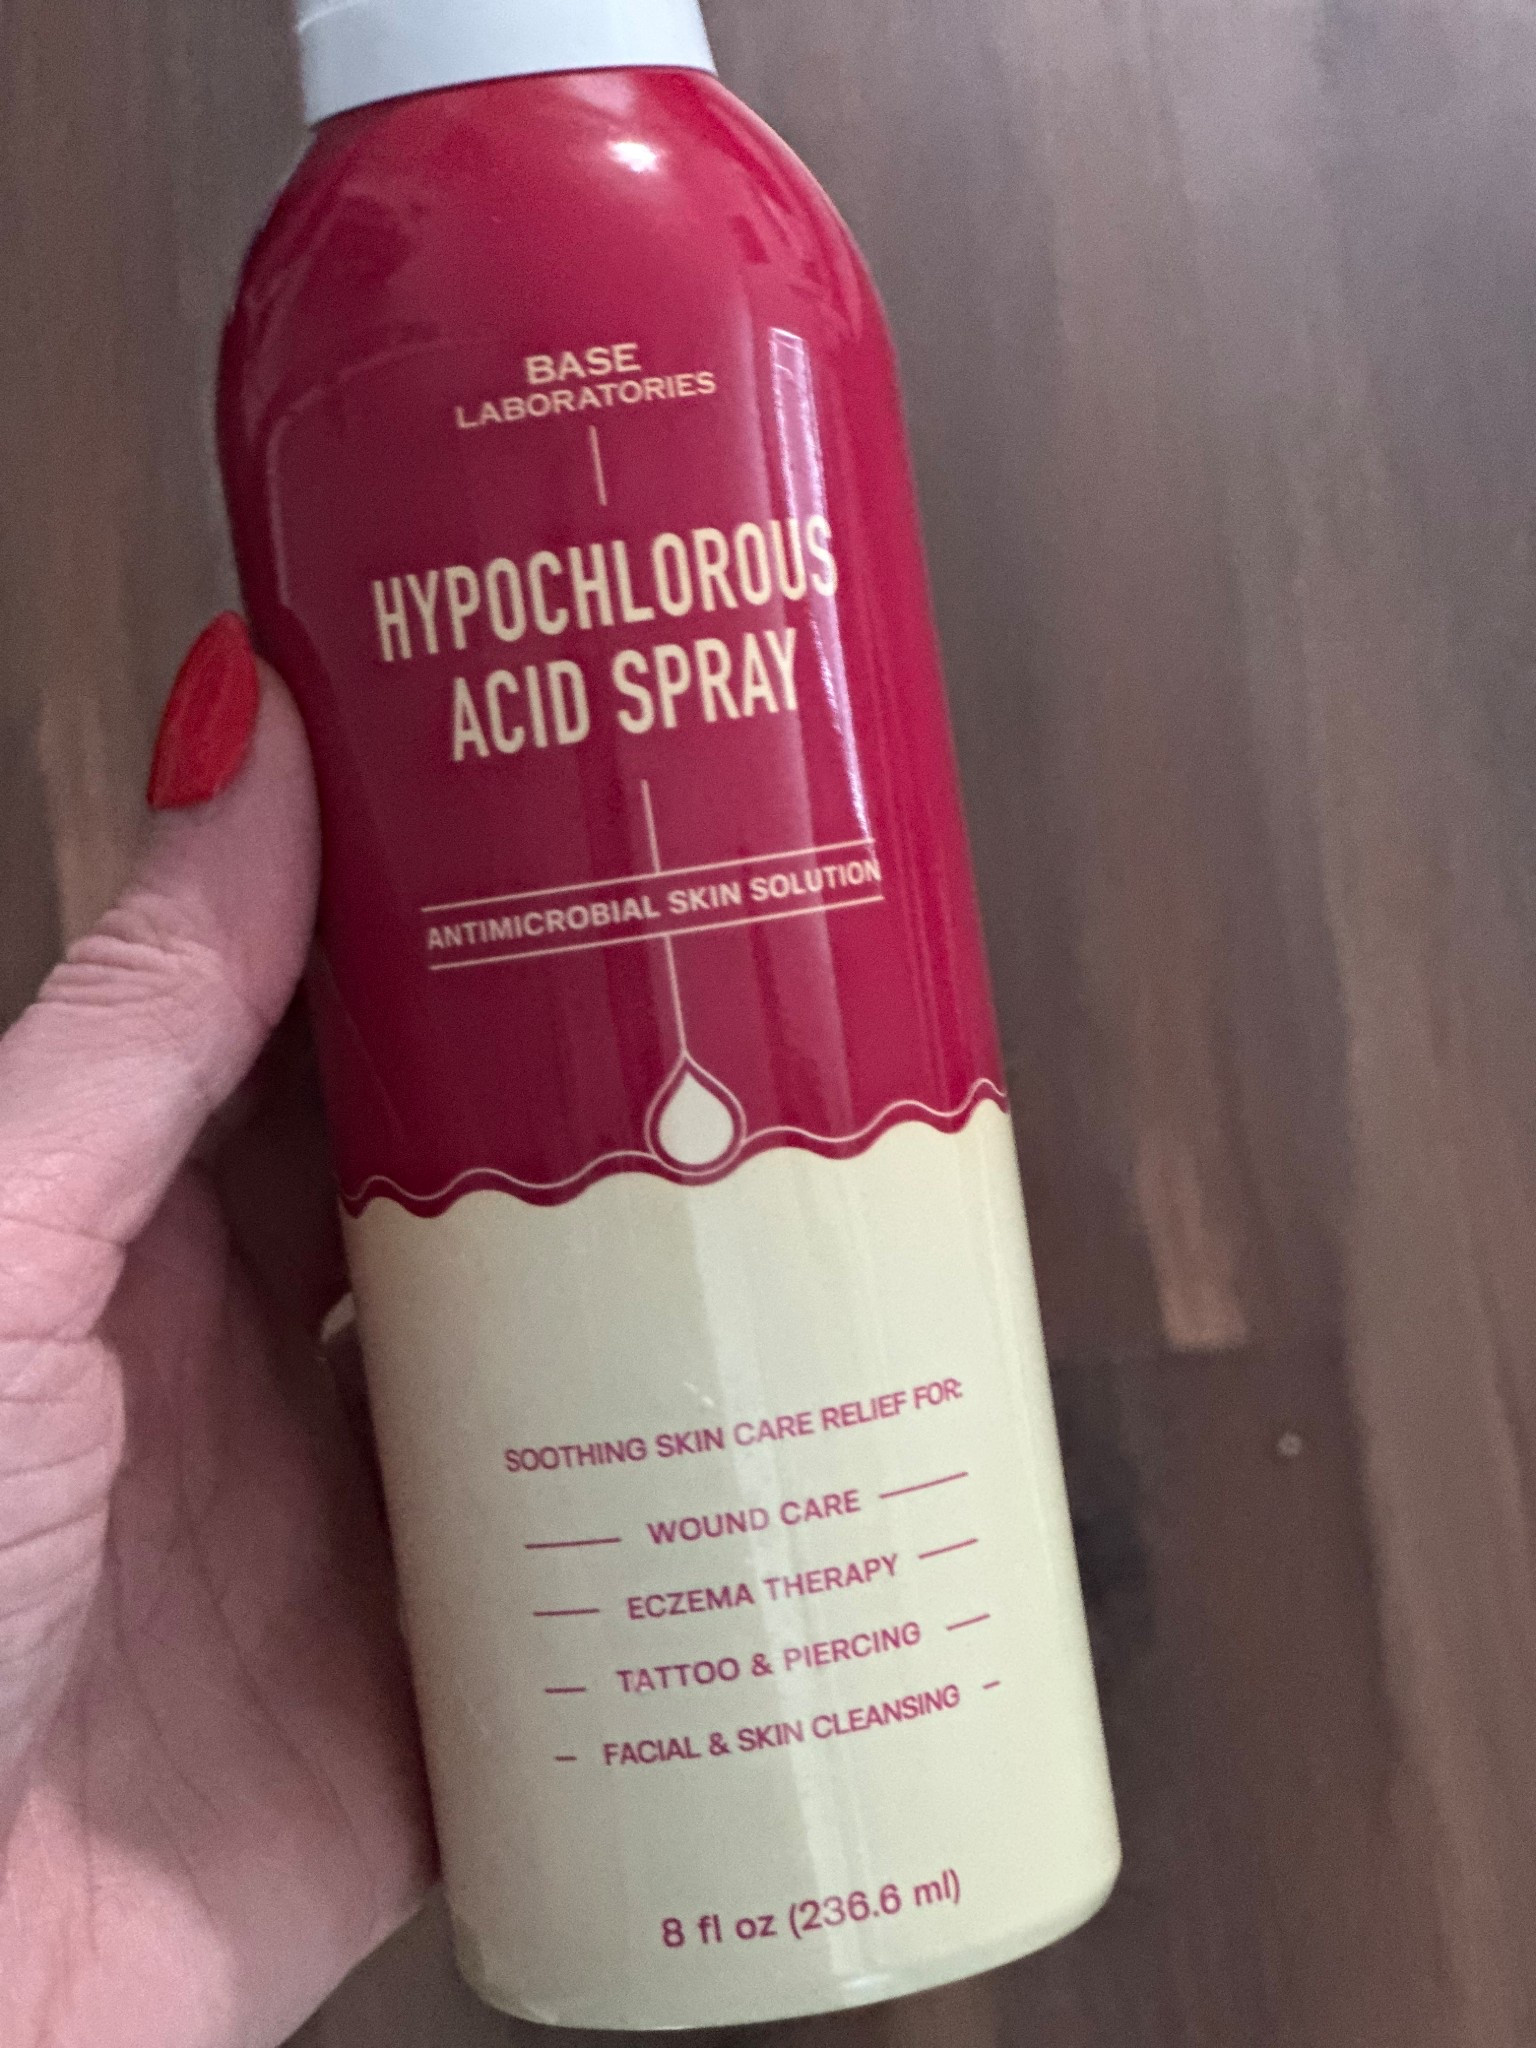 BASE
LABORATORIES
HYPOCHLOROUS
ACID SPRAY
ANTIMICROBIAL SKIN SOLUTION
SOOTHING SKIN CARE RELIEF FOR:
WOUND CARE
ECZEMA THERAPY
TATTOO & PIERCING
FACIAL & SKIN CLEANSING
8 fl oz (236.6 ml)